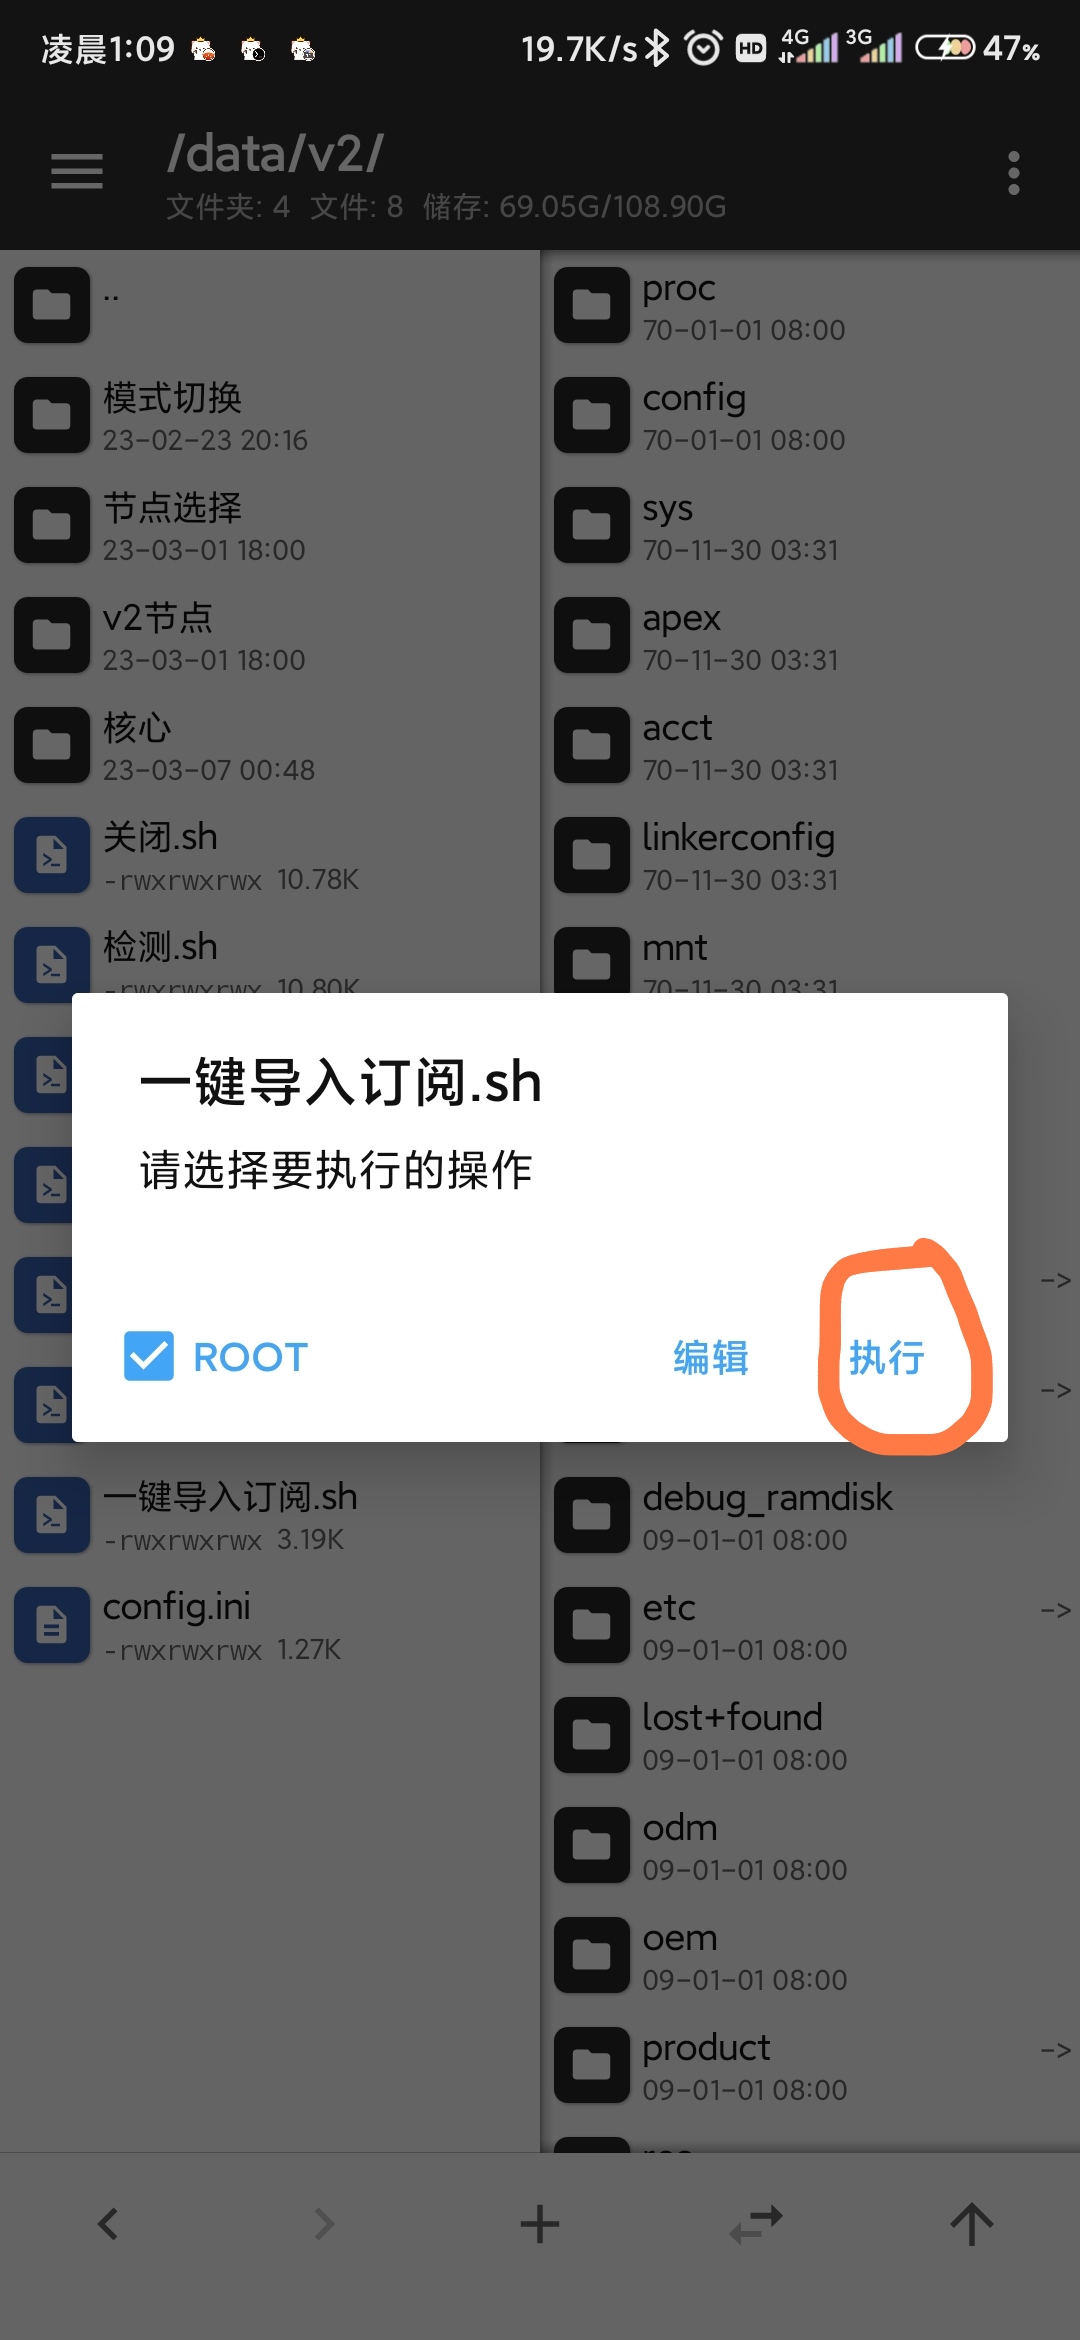 凌晨1:09 19.7K/s HD 4G 3G 47%
/data/v2/
文件夹: 4 文件: 8 储存: 69.05G/108.90G
..
模式切换
23-02-23 20:16
节点选择
23-03-01 18:00
v2节点
23-03-01 18:00
核心
23-03-07 00:48
关闭.sh
-rwxrwxrwx 10.78K
检测.sh
-rwxrwxrwx 10.80K
一键导入订阅.sh
-rwxrwxrwx 3.19K
config.ini
-rwxrwxrwx 1.27K
proc
70-01-01 08:00
config
70-01-01 08:00
sys
70-11-30 03:31
apex
70-11-30 03:31
acct
70-11-30 03:31
linkerconfig
70-11-30 03:31
mnt
70-11-30 03:31
->
->
debug_ramdisk
09-01-01 08:00
etc ->
09-01-01 08:00
lost+found
09-01-01 08:00
odm
09-01-01 08:00
oem
09-01-01 08:00
product ->
09-01-01 08:00
一键导入订阅.sh
请选择要执行的操作
ROOT 编辑 执行